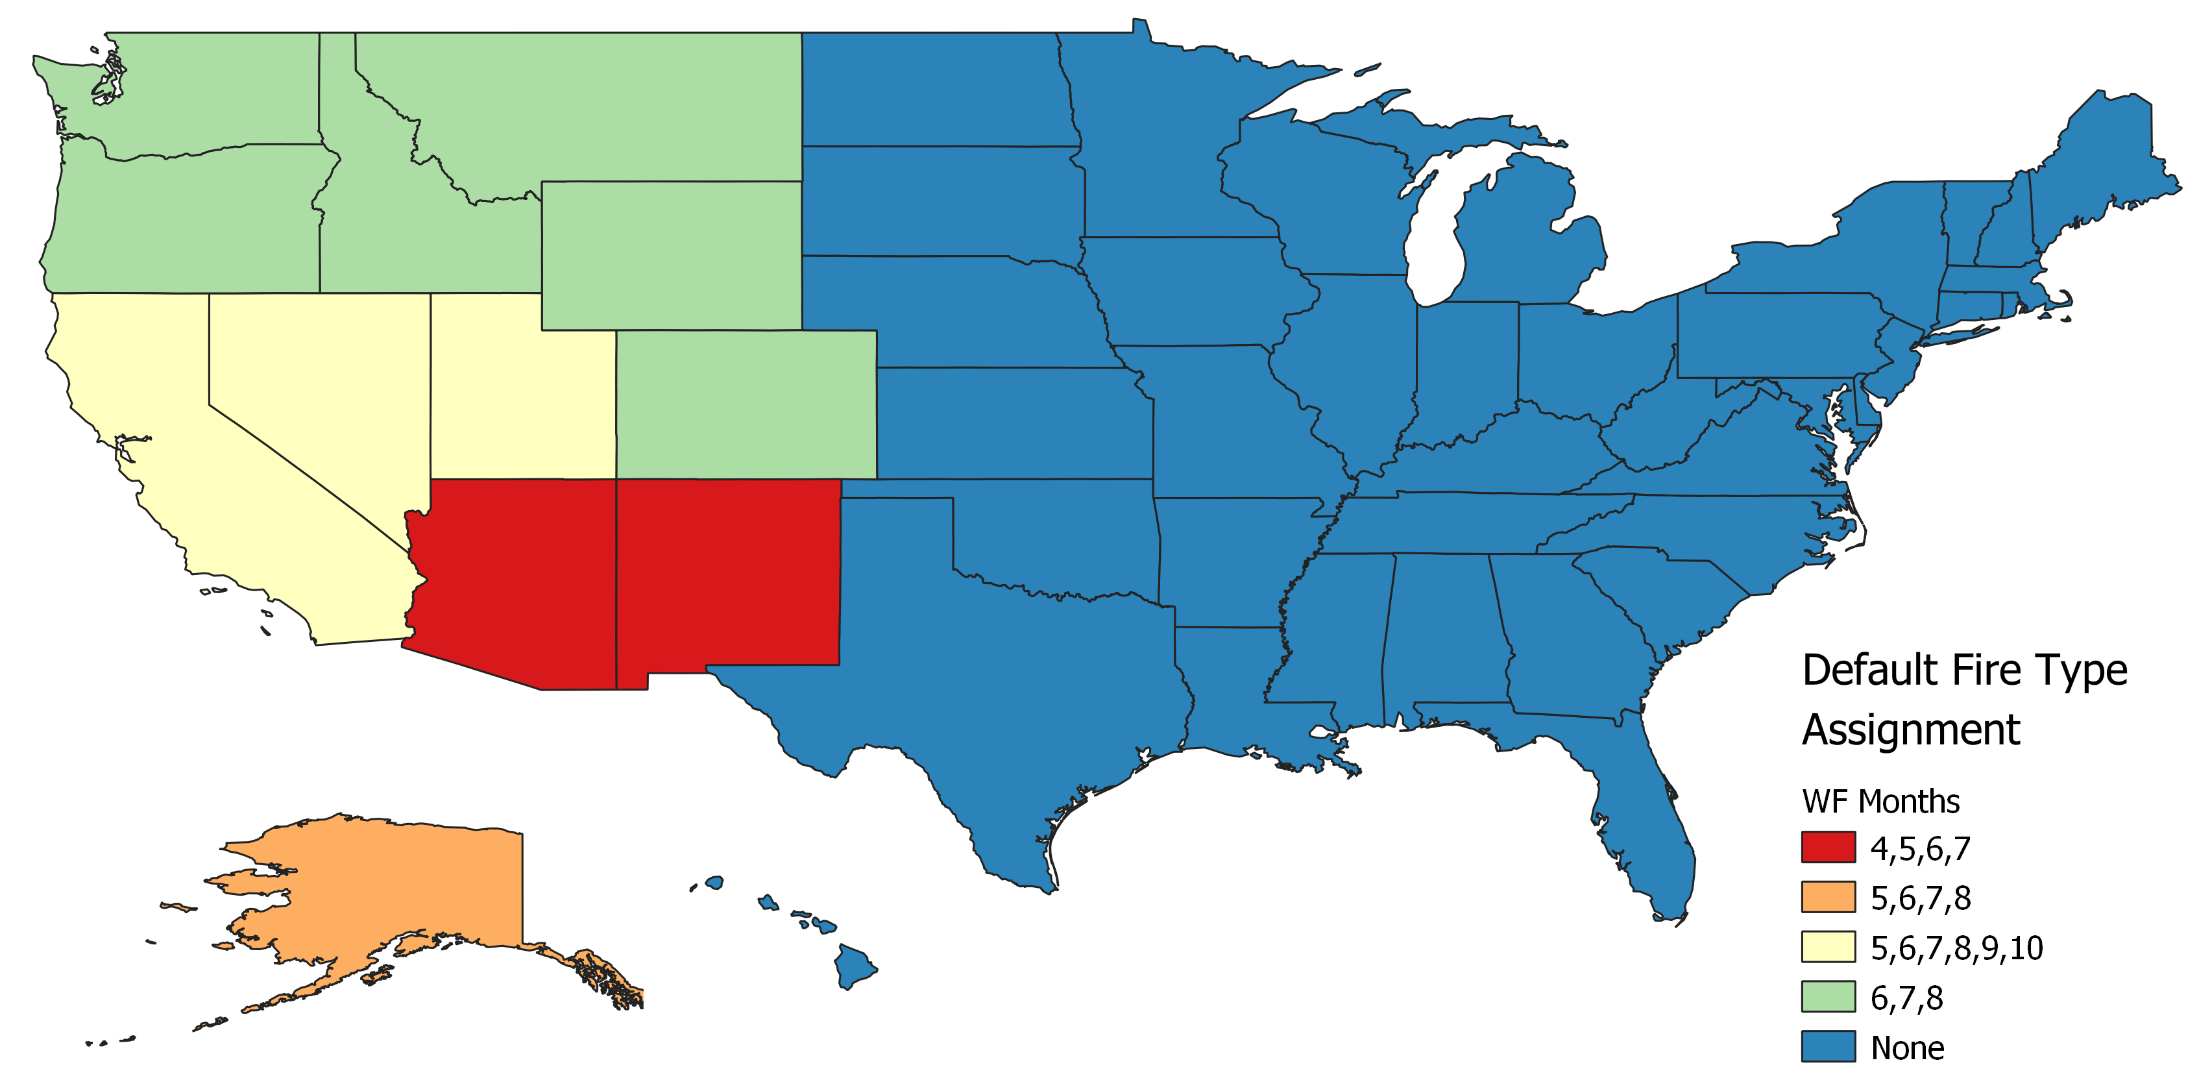 Default Fire Type
Assignment
WF Months
4,5,6,7
5,6,7,8
5,6,7,8,9,10
6,7,8
None